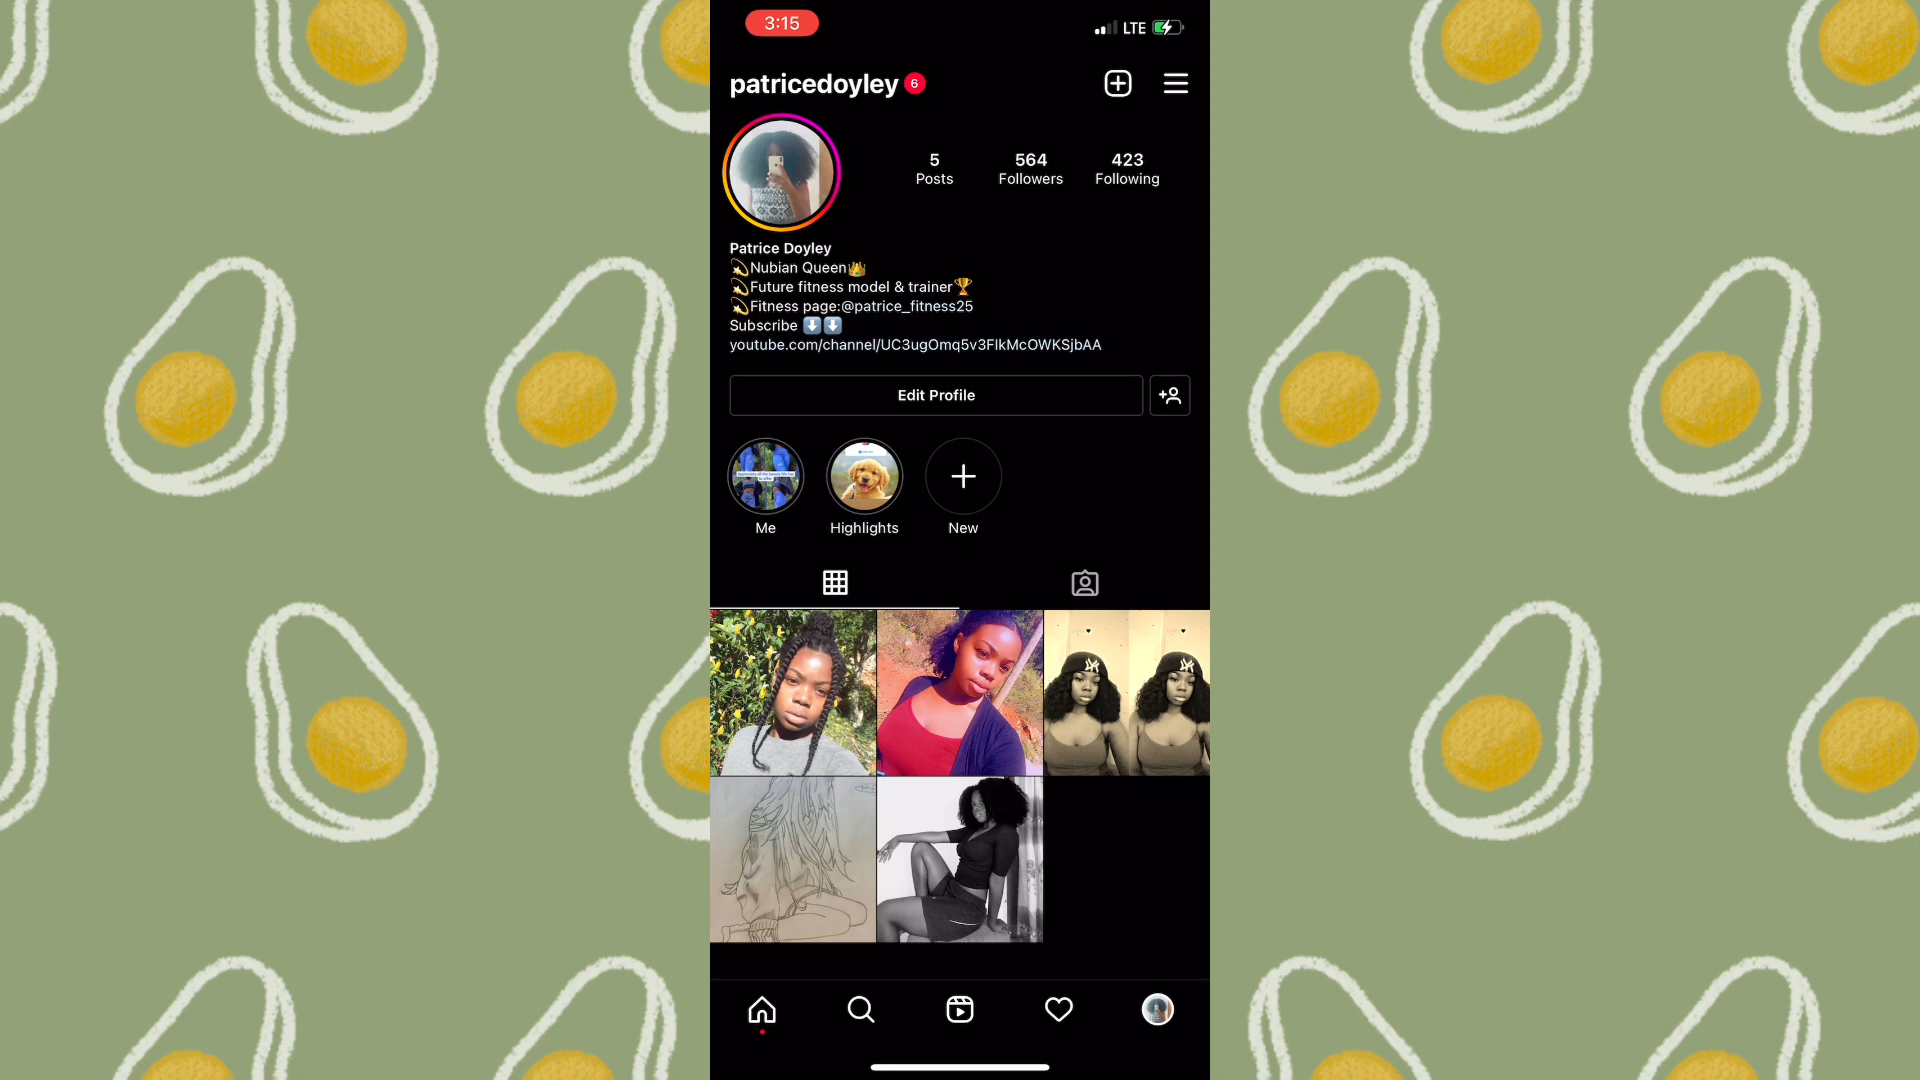 3:15
LTE
patricedoyley 6
5 564 423
Posts Followers Following
Patrice Doyley
💫Nubian Queen👑
💫Future fitness model & trainer🏆
💫Fitness page:@patrice_fitness25
Subscribe ⬇️⬇️
youtube.com/channel/UC3ugOmq5v3FlkMcOWKSjbAA
Edit Profile
Me Highlights New